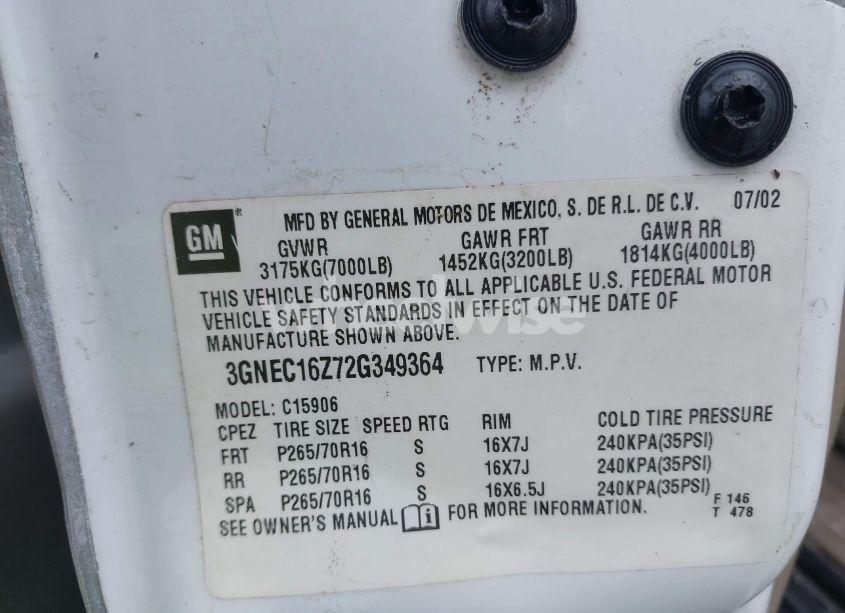 GM
MFD BY GENERAL MOTORS DE MEXICO, S. DE R.L. DE C.V. 07/02
GVWR GAWR FRT GAWR RR
3175KG(7000LB) 1452KG(3200LB) 1814KG(4000LB)
THIS VEHICLE CONFORMS TO ALL APPLICABLE U.S. FEDERAL MOTOR
VEHICLE SAFETY STANDARDS IN EFFECT ON THE DATE OF
MANUFACTURE SHOWN ABOVE.
3GNEC16Z72G349364 TYPE: M.P.V.
MODEL: C15906
CPEZ TIRE SIZE SPEED RTG RIM COLD TIRE PRESSURE
FRT P265/70R16 S 16X7J 240KPA(35PSI)
RR P265/70R16 S 16X7J 240KPA(35PSI)
SPA P265/70R16 S 16X6.5J 240KPA(35PSI)
SEE OWNER'S MANUAL i FOR MORE INFORMATION.
F 146
T 478